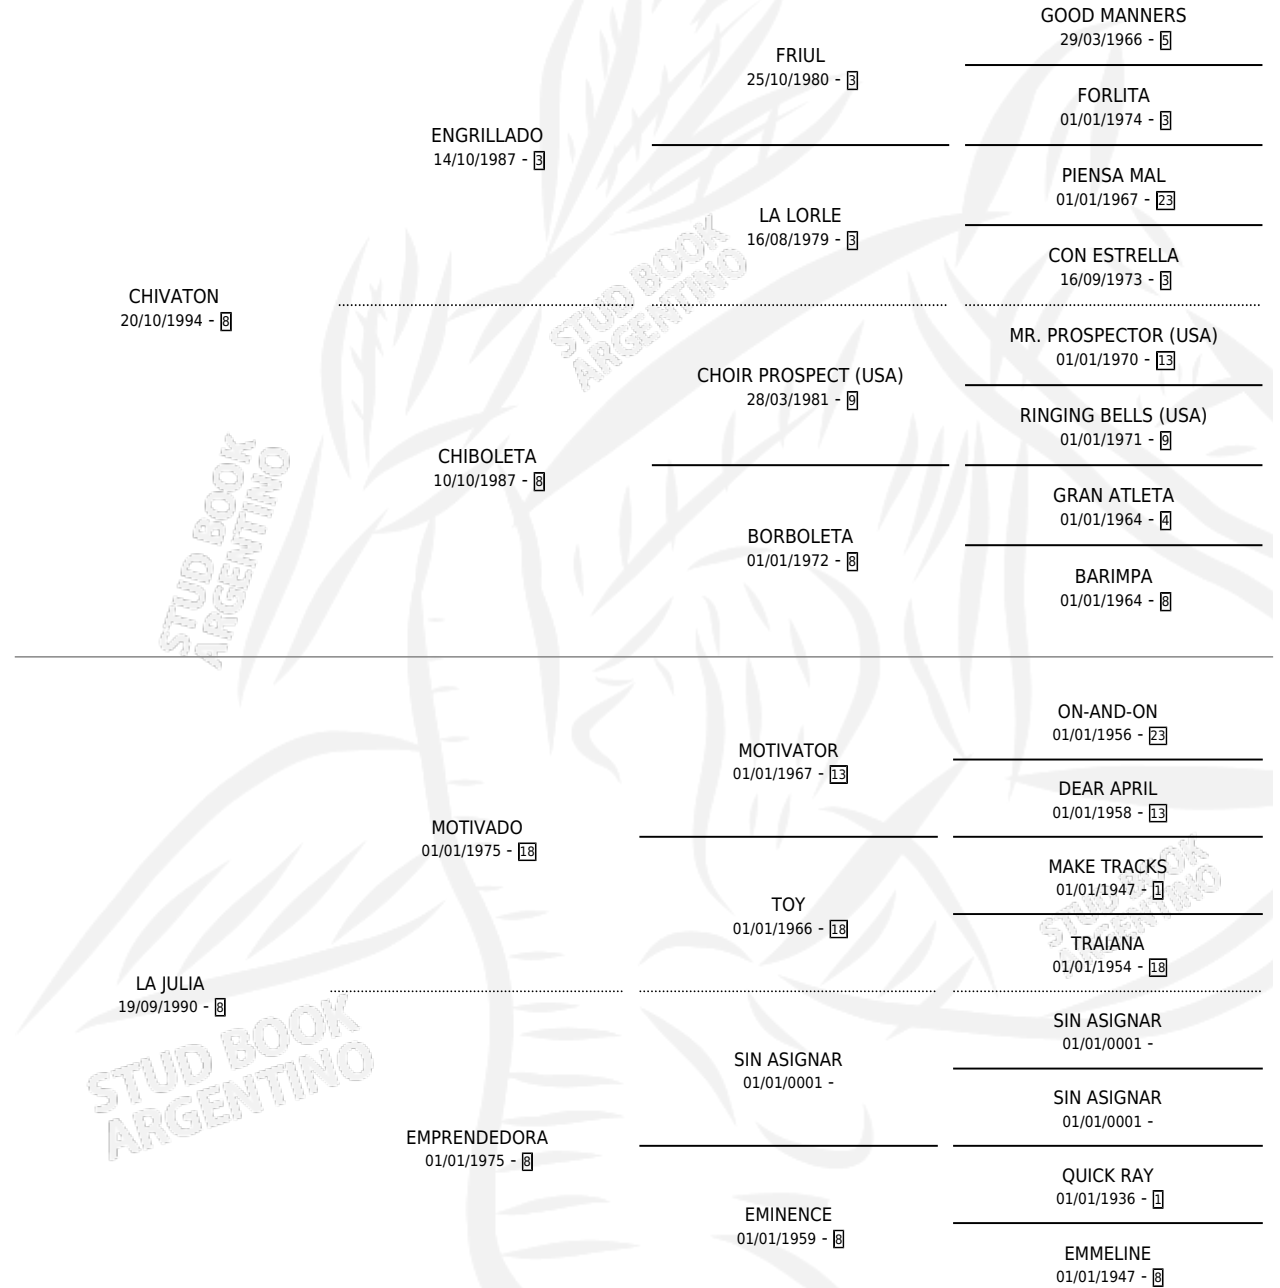 GOOD MANNERS
29/03/1966 - 5
FRIUL
25/10/1980 - 3
FORLITA
01/01/1974 - 3
ENGRILLADO
14/10/1987 - 3
PIENSA MAL
01/01/1967 - 23
LA LORLE
16/08/1979 - 3
CON ESTRELLA
16/09/1973 - 3
CHIVATON
20/10/1994 - 8
MR. PROSPECTOR (USA)
01/01/1970 - 13
CHOIR PROSPECT (USA)
28/03/1981 - 9
RINGING BELLS (USA)
01/01/1971 - 9
CHIBOLETA
10/10/1987 - 8
GRAN ATLETA
01/01/1964 - 4
BORBOLETA
01/01/1972 - 8
BARIMPA
01/01/1964 - 8
STUD BOOK
ARGENTINO
STUD BOOK
ARGENTINO
ON-AND-ON
01/01/1956 - 23
MOTIVATOR
01/01/1967 - 13
DEAR APRIL
01/01/1958 - 13
MOTIVADO
01/01/1975 - 18
MAKE TRACKS
01/01/1947 - 1
TOY
01/01/1966 - 18
TRAIANA
01/01/1954 - 18
LA JULIA
19/09/1990 - 8
SIN ASIGNAR
01/01/0001 -
SIN ASIGNAR
01/01/0001 -
SIN ASIGNAR
01/01/0001 -
EMPRENDEDORA
01/01/1975 - 8
QUICK RAY
01/01/1936 - 1
EMINENCE
01/01/1959 - 8
EMMELINE
01/01/1947 - 8
STUD BOOK
ARGENTINO
STUD BOOK
ARGENTINO